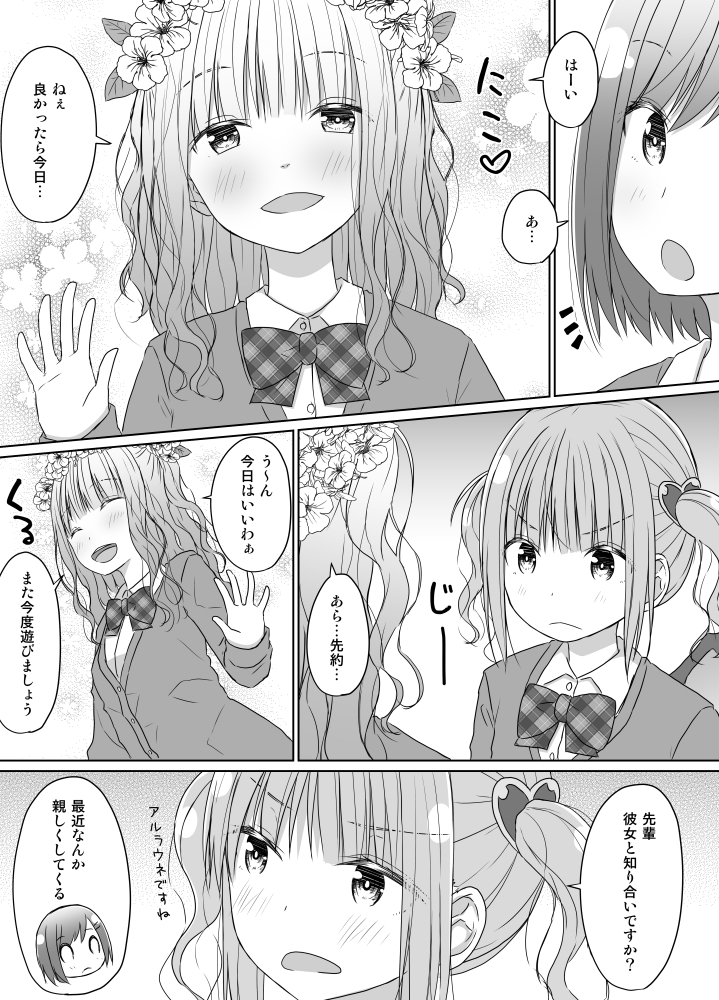 はーい
あ…
にこ
ねぇ
良かったら今日…
じー
あら…先約…
う～ん
今日はいいわぁ
くる
また今度遊びましょう
先輩
彼女と知り合いですか？
アルラウネですね
最近なんか
親しくしてくる